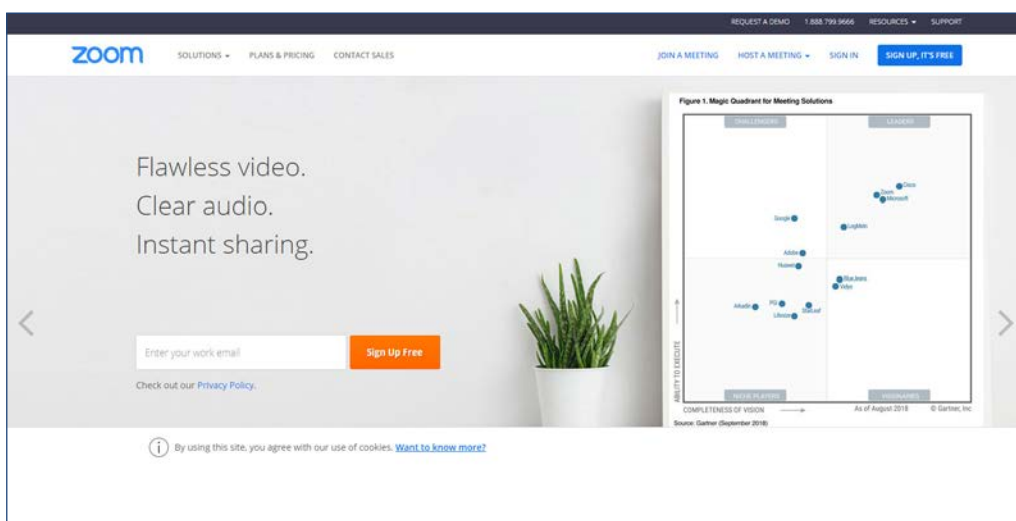 REQUEST A DEMO 1.888.799.9666 RESOURCES SUPPORT
zoom SOLUTIONS PLANS & PRICING CONTACT SALES JOIN A MEETING HOST A MEETING SIGN IN SIGN UP, IT'S FREE
Flawless video.
Clear audio.
Instant sharing.
Enter your work email Sign Up Free
Check out our Privacy Policy.
Figure 1. Magic Quadrant for Meeting Solutions
CHALLENGERS LEADERS
Cisco
Zoom
Microsoft
Google
LogMeIn
Adobe
Huawei
BlueJeans
Vidyo
Arkadin PGi StarLeaf
Lifesize
ABILITY TO EXECUTE
NICHE PLAYERS VISIONARIES
COMPLETENESS OF VISION As of August 2018 © Gartner, Inc
Source: Gartner (September 2018)
i By using this site, you agree with our use of cookies. Want to know more?